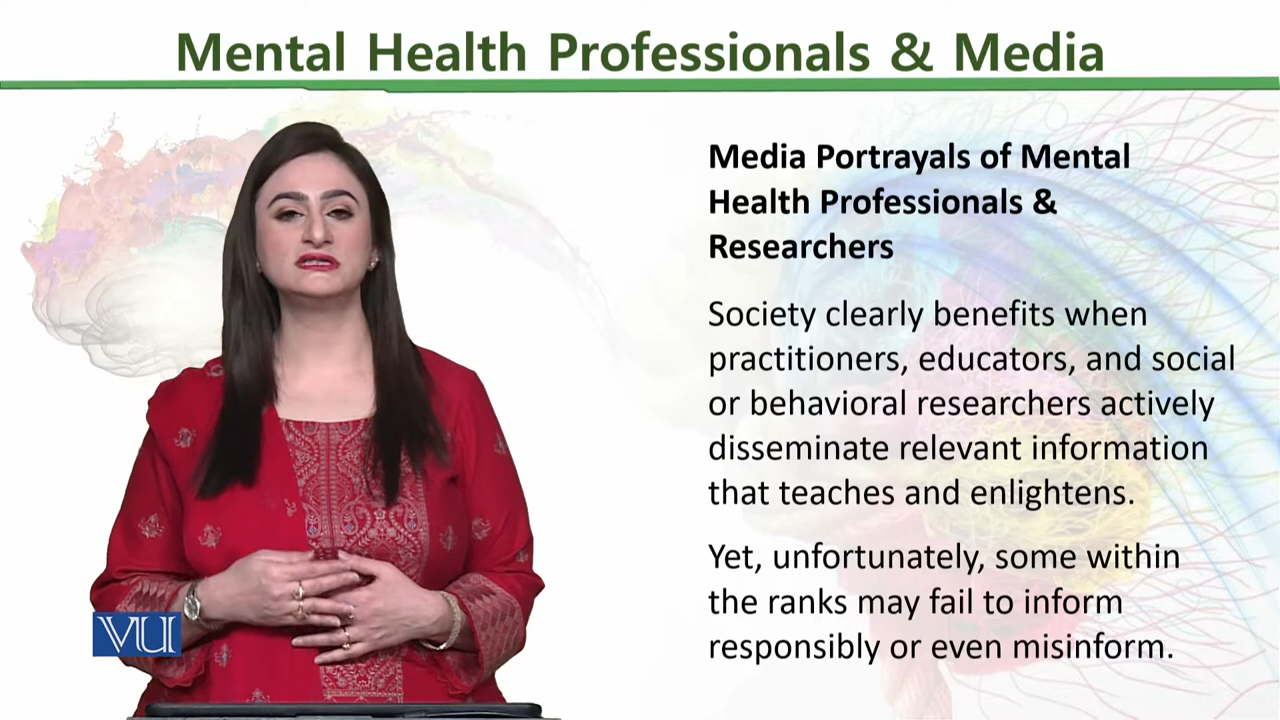 Mental Health Professionals & Media
Media Portrayals of Mental
Health Professionals &
Researchers
Society clearly benefits when
practitioners, educators, and social
or behavioral researchers actively
disseminate relevant information
that teaches and enlightens.
Yet, unfortunately, some within
the ranks may fail to inform
responsibly or even misinform.
VU